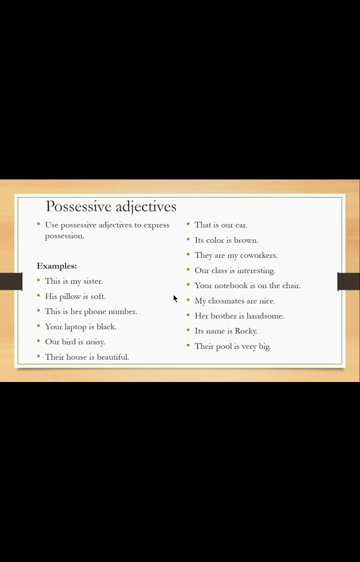 Possessive adjectives
• Use possessive adjectives to express
possession.
Examples:
• This is my sister.
• His pillow is soft.
• This is her phone number.
• Your laptop is black.
• Our bird is noisy.
• Their house is beautiful.
• That is our car.
• Its color is brown.
• They are my coworkers.
• Our class is interesting.
• Your notebook is on the chair.
• My classmates are nice.
• Her brother is handsome.
• Its name is Rocky.
• Their pool is very big.